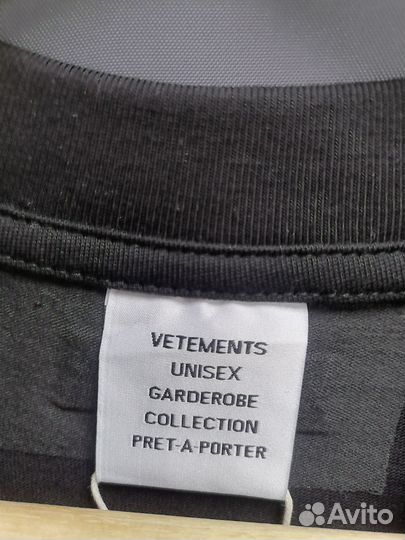 VETEMENTS
UNISEX
GARDEROBE
COLLECTION
PRET-A-PORTER
Avito